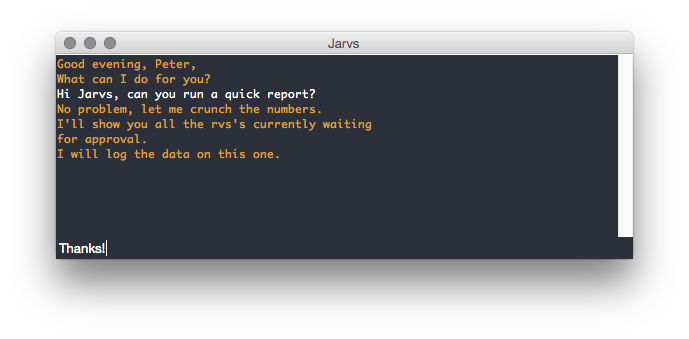 Jarvs
Good evening, Peter,
What can I do for you?
Hi Jarvs, can you run a quick report?
No problem, let me crunch the numbers.
I'll show you all the rvs's currently waiting
for approval.
I will log the data on this one.
Thanks!